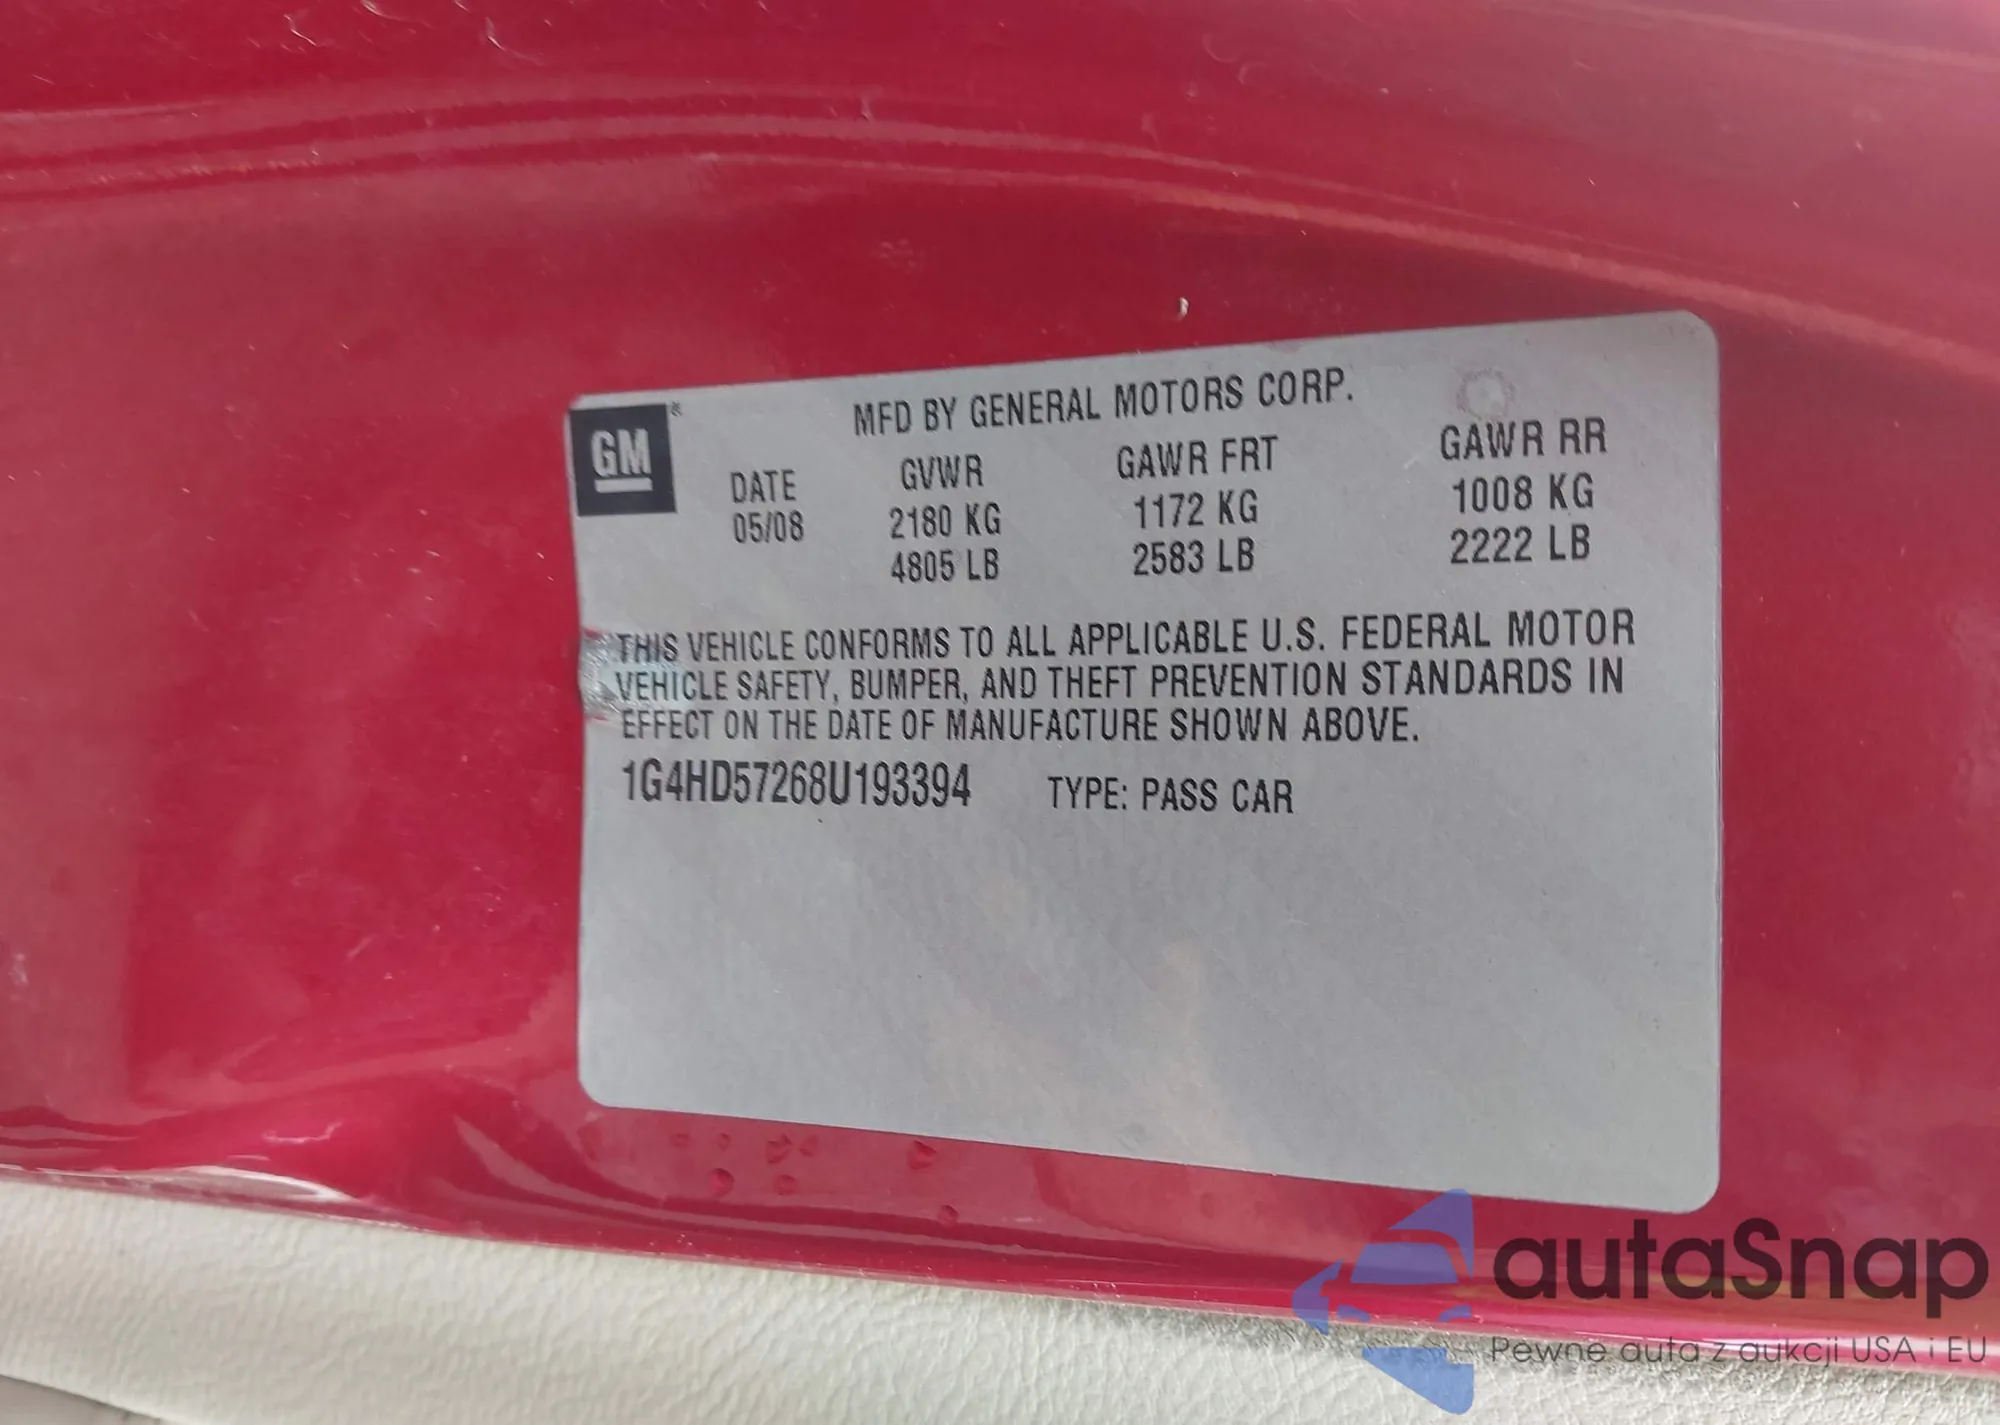 GM
MFD BY GENERAL MOTORS CORP.
DATE GVWR GAWR FRT GAWR RR
05/08 2180 KG 1172 KG 1008 KG
4805 LB 2583 LB 2222 LB
THIS VEHICLE CONFORMS TO ALL APPLICABLE U.S. FEDERAL MOTOR
VEHICLE SAFETY, BUMPER, AND THEFT PREVENTION STANDARDS IN
EFFECT ON THE DATE OF MANUFACTURE SHOWN ABOVE.
1G4HD57268U193394 TYPE: PASS CAR
autaSnap
Pewne auta z aukcji USA i EU